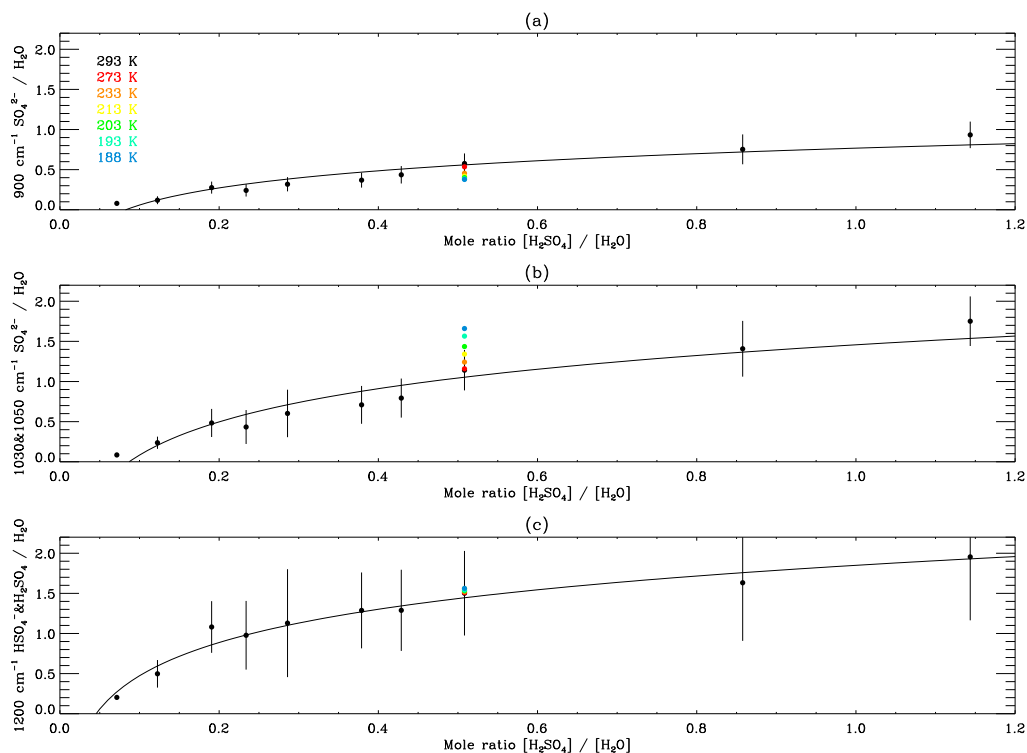 (a)
900 cm⁻¹ SO₄²⁻ / H₂O
2.0
1.5
1.0
0.5
0.0
293 K
273 K
233 K
213 K
203 K
193 K
188 K
0.0 0.2 0.4 0.6 0.8 1.0 1.2
Mole ratio [H₂SO₄] / [H₂O]
(b)
1030&1050 cm⁻¹ SO₄²⁻ / H₂O
2.0
1.5
1.0
0.5
0.0
0.0 0.2 0.4 0.6 0.8 1.0 1.2
Mole ratio [H₂SO₄] / [H₂O]
(c)
1200 cm⁻¹ HSO₄⁻&H₂SO₄ / H₂O
2.0
1.5
1.0
0.5
0.0
0.0 0.2 0.4 0.6 0.8 1.0 1.2
Mole ratio [H₂SO₄] / [H₂O]